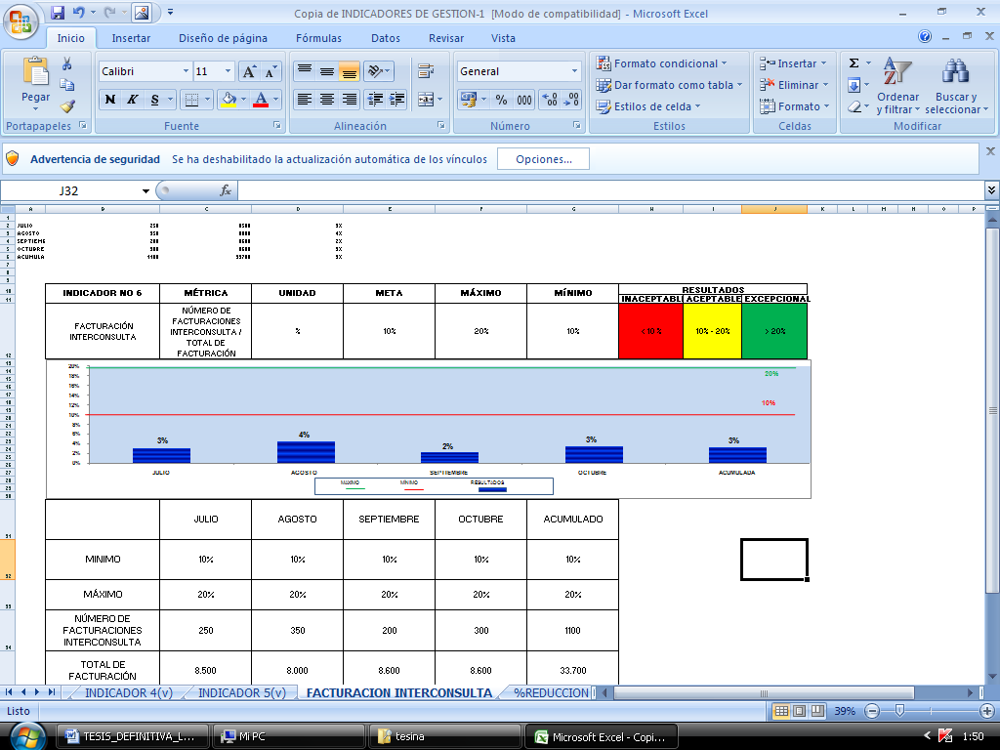 Copia de INDICADORES DE GESTION-1 [Modo de compatibilidad] - Microsoft Excel
Inicio Insertar Diseño de página Fórmulas Datos Revisar Vista
Pegar
Calibri 11
N K S
General
% 000
Formato condicional
Dar formato como tabla
Estilos de celda
Insertar
Eliminar
Formato
Σ
Ordenar y filtrar
Buscar y seleccionar
Portapapeles Fuente Alineación Número Estilos Celdas Modificar
Advertencia de seguridad Se ha deshabilitado la actualización automática de los vínculos Opciones...
J32 fx
A B C D E F G H I J K L M N O P
JULIO 250 8500 3%
AGOSTO 350 8000 4%
SEPTIEMB 200 8600 2%
OCTUBRE 300 8600 3%
ACUMULA 1100 33700 3%
INDICADOR NO 6 MÉTRICA UNIDAD META MÁXIMO MíNIMO RESULTADOS
INACEPTABL ACEPTABLE EXCEPCIONAL
FACTURACIÓN INTERCONSULTA
NÚMERO DE FACTURACIONES INTERCONSULTA / TOTAL DE FACTURACIÓN
% 10% 20% 10% < 10 % 10% - 20% > 20%
20%
18%
16%
14%
12%
10%
8%
6%
4%
2%
0%
20%
10%
3% 4% 2% 3% 3%
JULIO AGOSTO SEPTIEMBRE OCTUBRE ACUMULADA
MAXIMO MINIMO RESULTADOS
JULIO AGOSTO SEPTIEMBRE OCTUBRE ACUMULADO
MINIMO 10% 10% 10% 10% 10%
MÁXIMO 20% 20% 20% 20% 20%
NÚMERO DE FACTURACIONES INTERCONSULTA 250 350 200 300 1100
TOTAL DE FACTURACIÓN 8.500 8.000 8.600 8.600 33.700
INDICADOR 4(v) INDICADOR 5(v) FACTURACION INTERCONSULTA %REDUCCION
Listo 39%
TESIS_DEFINITIVA_L... Mi PC tesina Microsoft Excel - Copi... 1:50